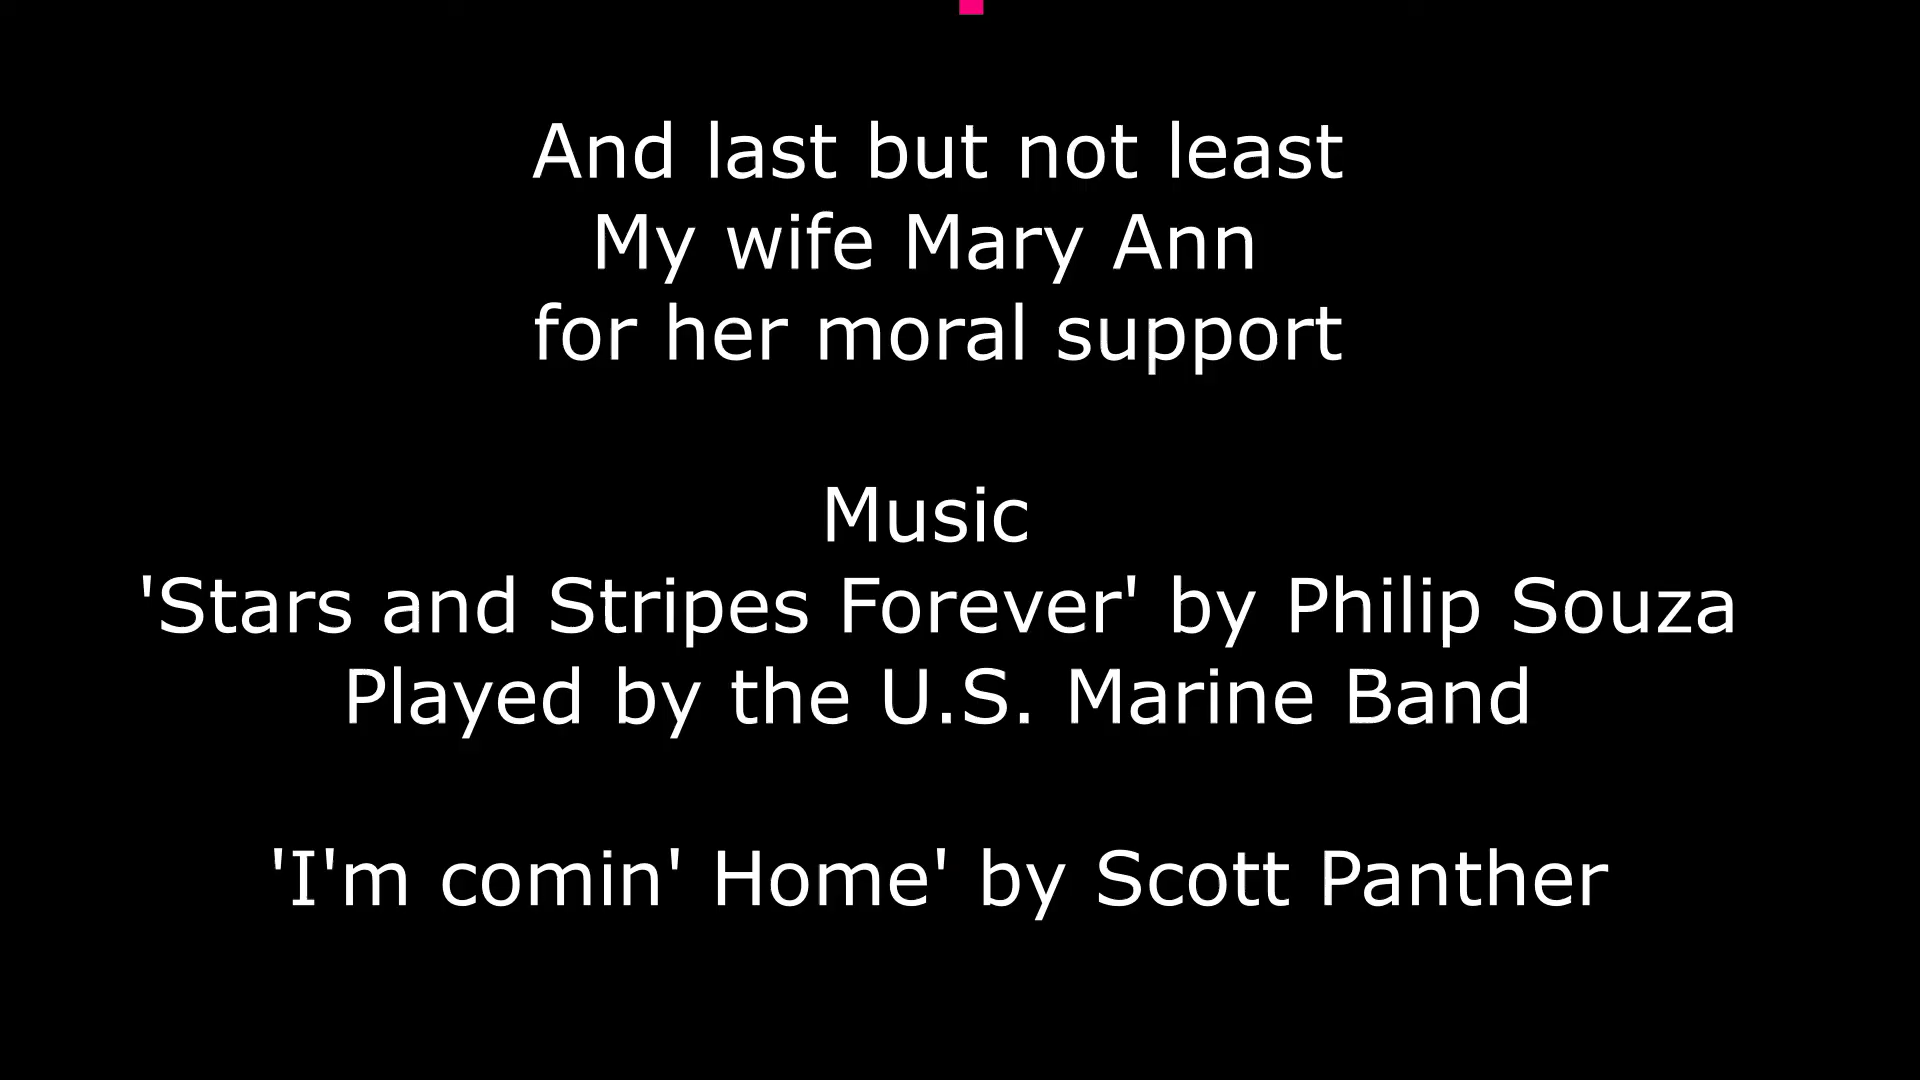 And last but not least
My wife Mary Ann
for her moral support
Music
'Stars and Stripes Forever' by Philip Souza
Played by the U.S. Marine Band
'I'm comin' Home' by Scott Panther